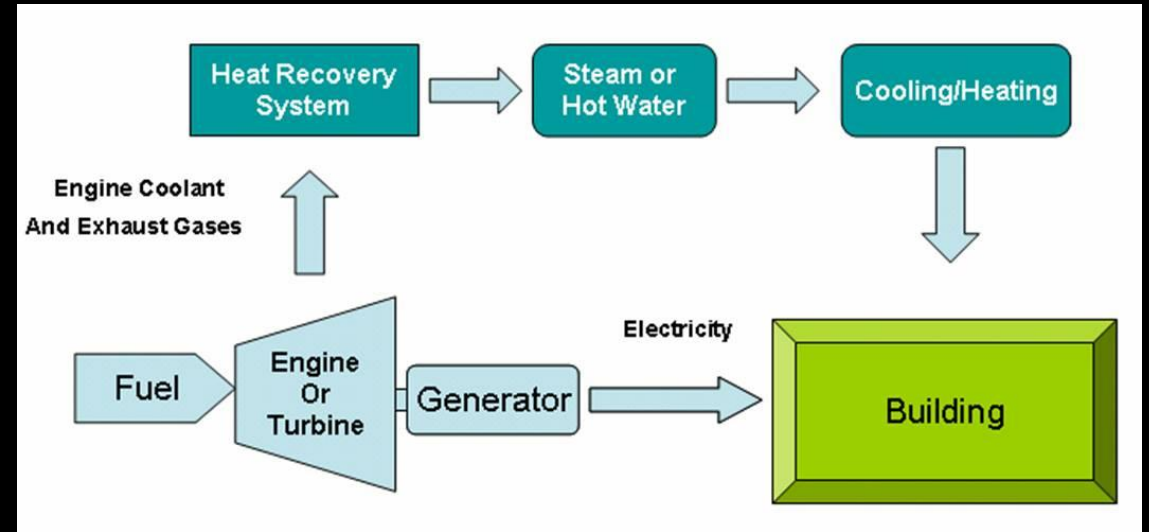 Heat Recovery
System
Steam or
Hot Water
Cooling/Heating
Engine Coolant
And Exhaust Gases
Fuel
Engine
Or
Turbine
Generator
Electricity
Building